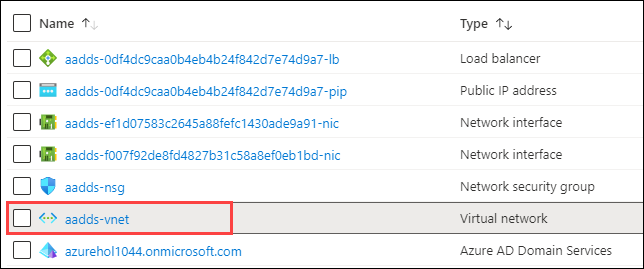 Name ↑↓ Type ↑↓
aadds-0df4dc9caa0b4eb4b24f842d7e74d9a7-lb Load balancer
aadds-0df4dc9caa0b4eb4b24f842d7e74d9a7-pip Public IP address
aadds-ef1d07583c2645a88fefc1430ade9a91-nic Network interface
aadds-f007f92de8fd4827b31c58a8ef0eb1bd-nic Network interface
aadds-nsg Network security group
aadds-vnet Virtual network
azurehol1044.onmicrosoft.com Azure AD Domain Services